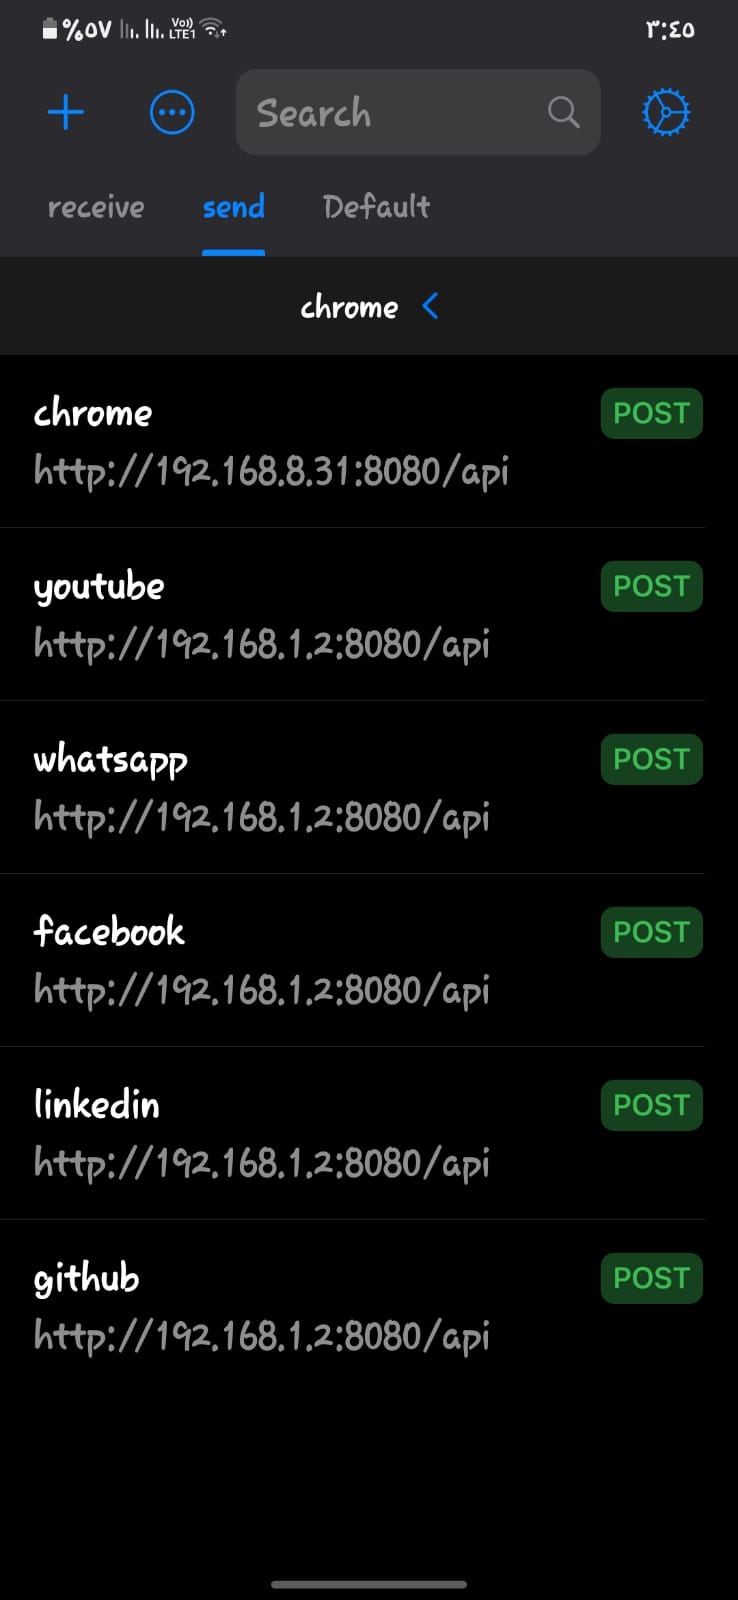 %٥٧ Vo)) LTE1 ٣:٤٥
Search
receive send Default
chrome
chrome POST
http://192.168.8.31:8080/api
youtube POST
http://192.168.1.2:8080/api
whatsapp POST
http://192.168.1.2:8080/api
facebook POST
http://192.168.1.2:8080/api
linkedin POST
http://192.168.1.2:8080/api
github POST
http://192.168.1.2:8080/api